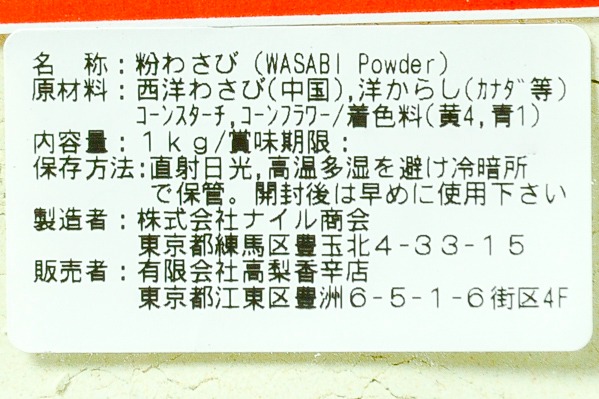 名　称：粉わさび（WASABI Powder）
原材料：西洋わさび(中国),洋からし(ｶﾅﾀﾞ等)
ｺｰﾝｽﾀｰﾁ,ｺｰﾝﾌﾗﾜｰ/着色料(黄4,青1)
内容量：１ｋｇ/賞味期限：
保存方法:直射日光,高温多湿を避け冷暗所
で保管。開封後は早めに使用下さい
製造者：株式会社ナイル商会
東京都練馬区豊玉北４-３３-１５
販売者：有限会社高梨香辛店
東京都江東区豊洲６-５-１-６街区4F